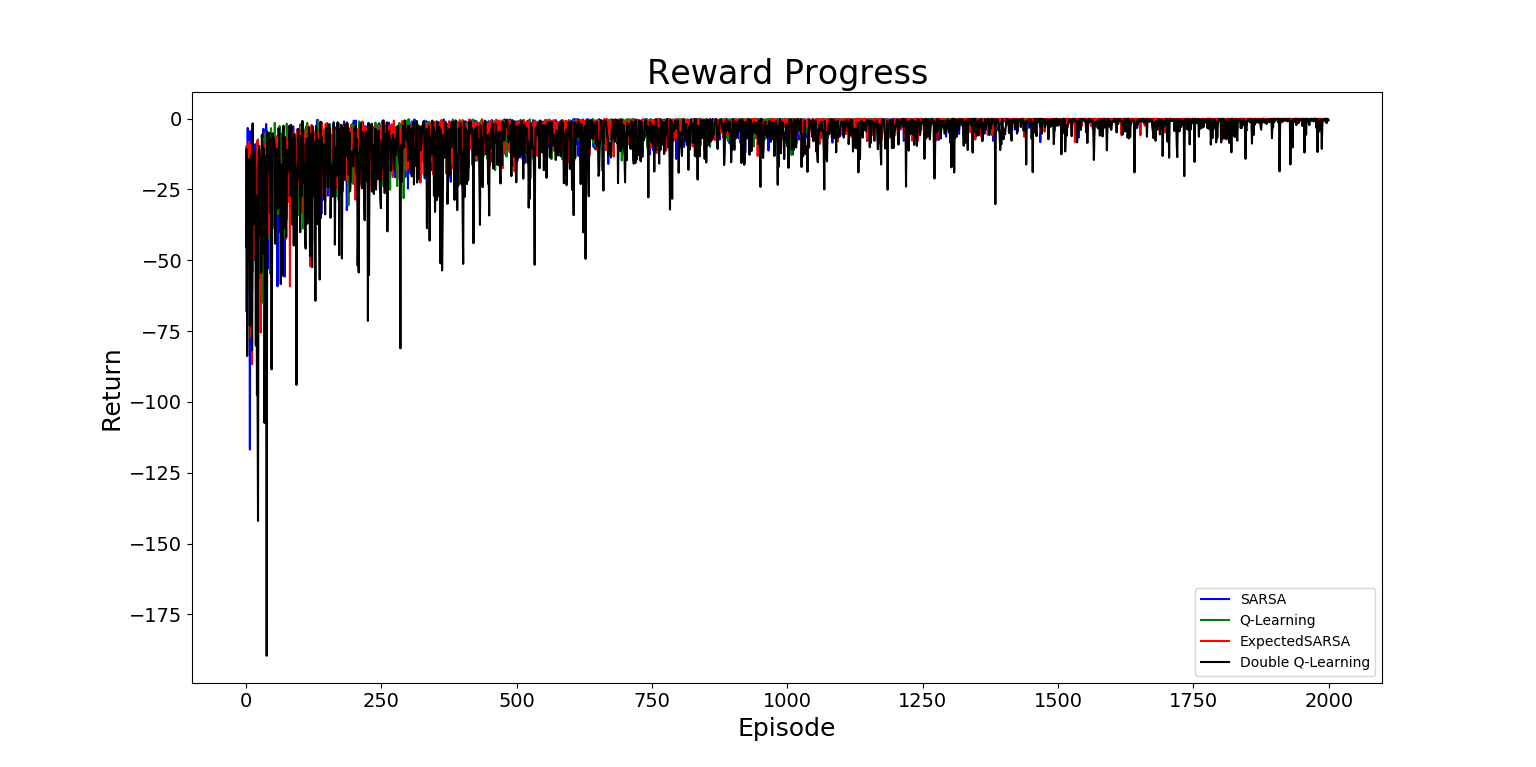 Reward Progress
0
−25
−50
−75
−100
−125
−150
−175
Return
0 250 500 750 1000 1250 1500 1750 2000
Episode
SARSA
Q-Learning
ExpectedSARSA
Double Q-Learning